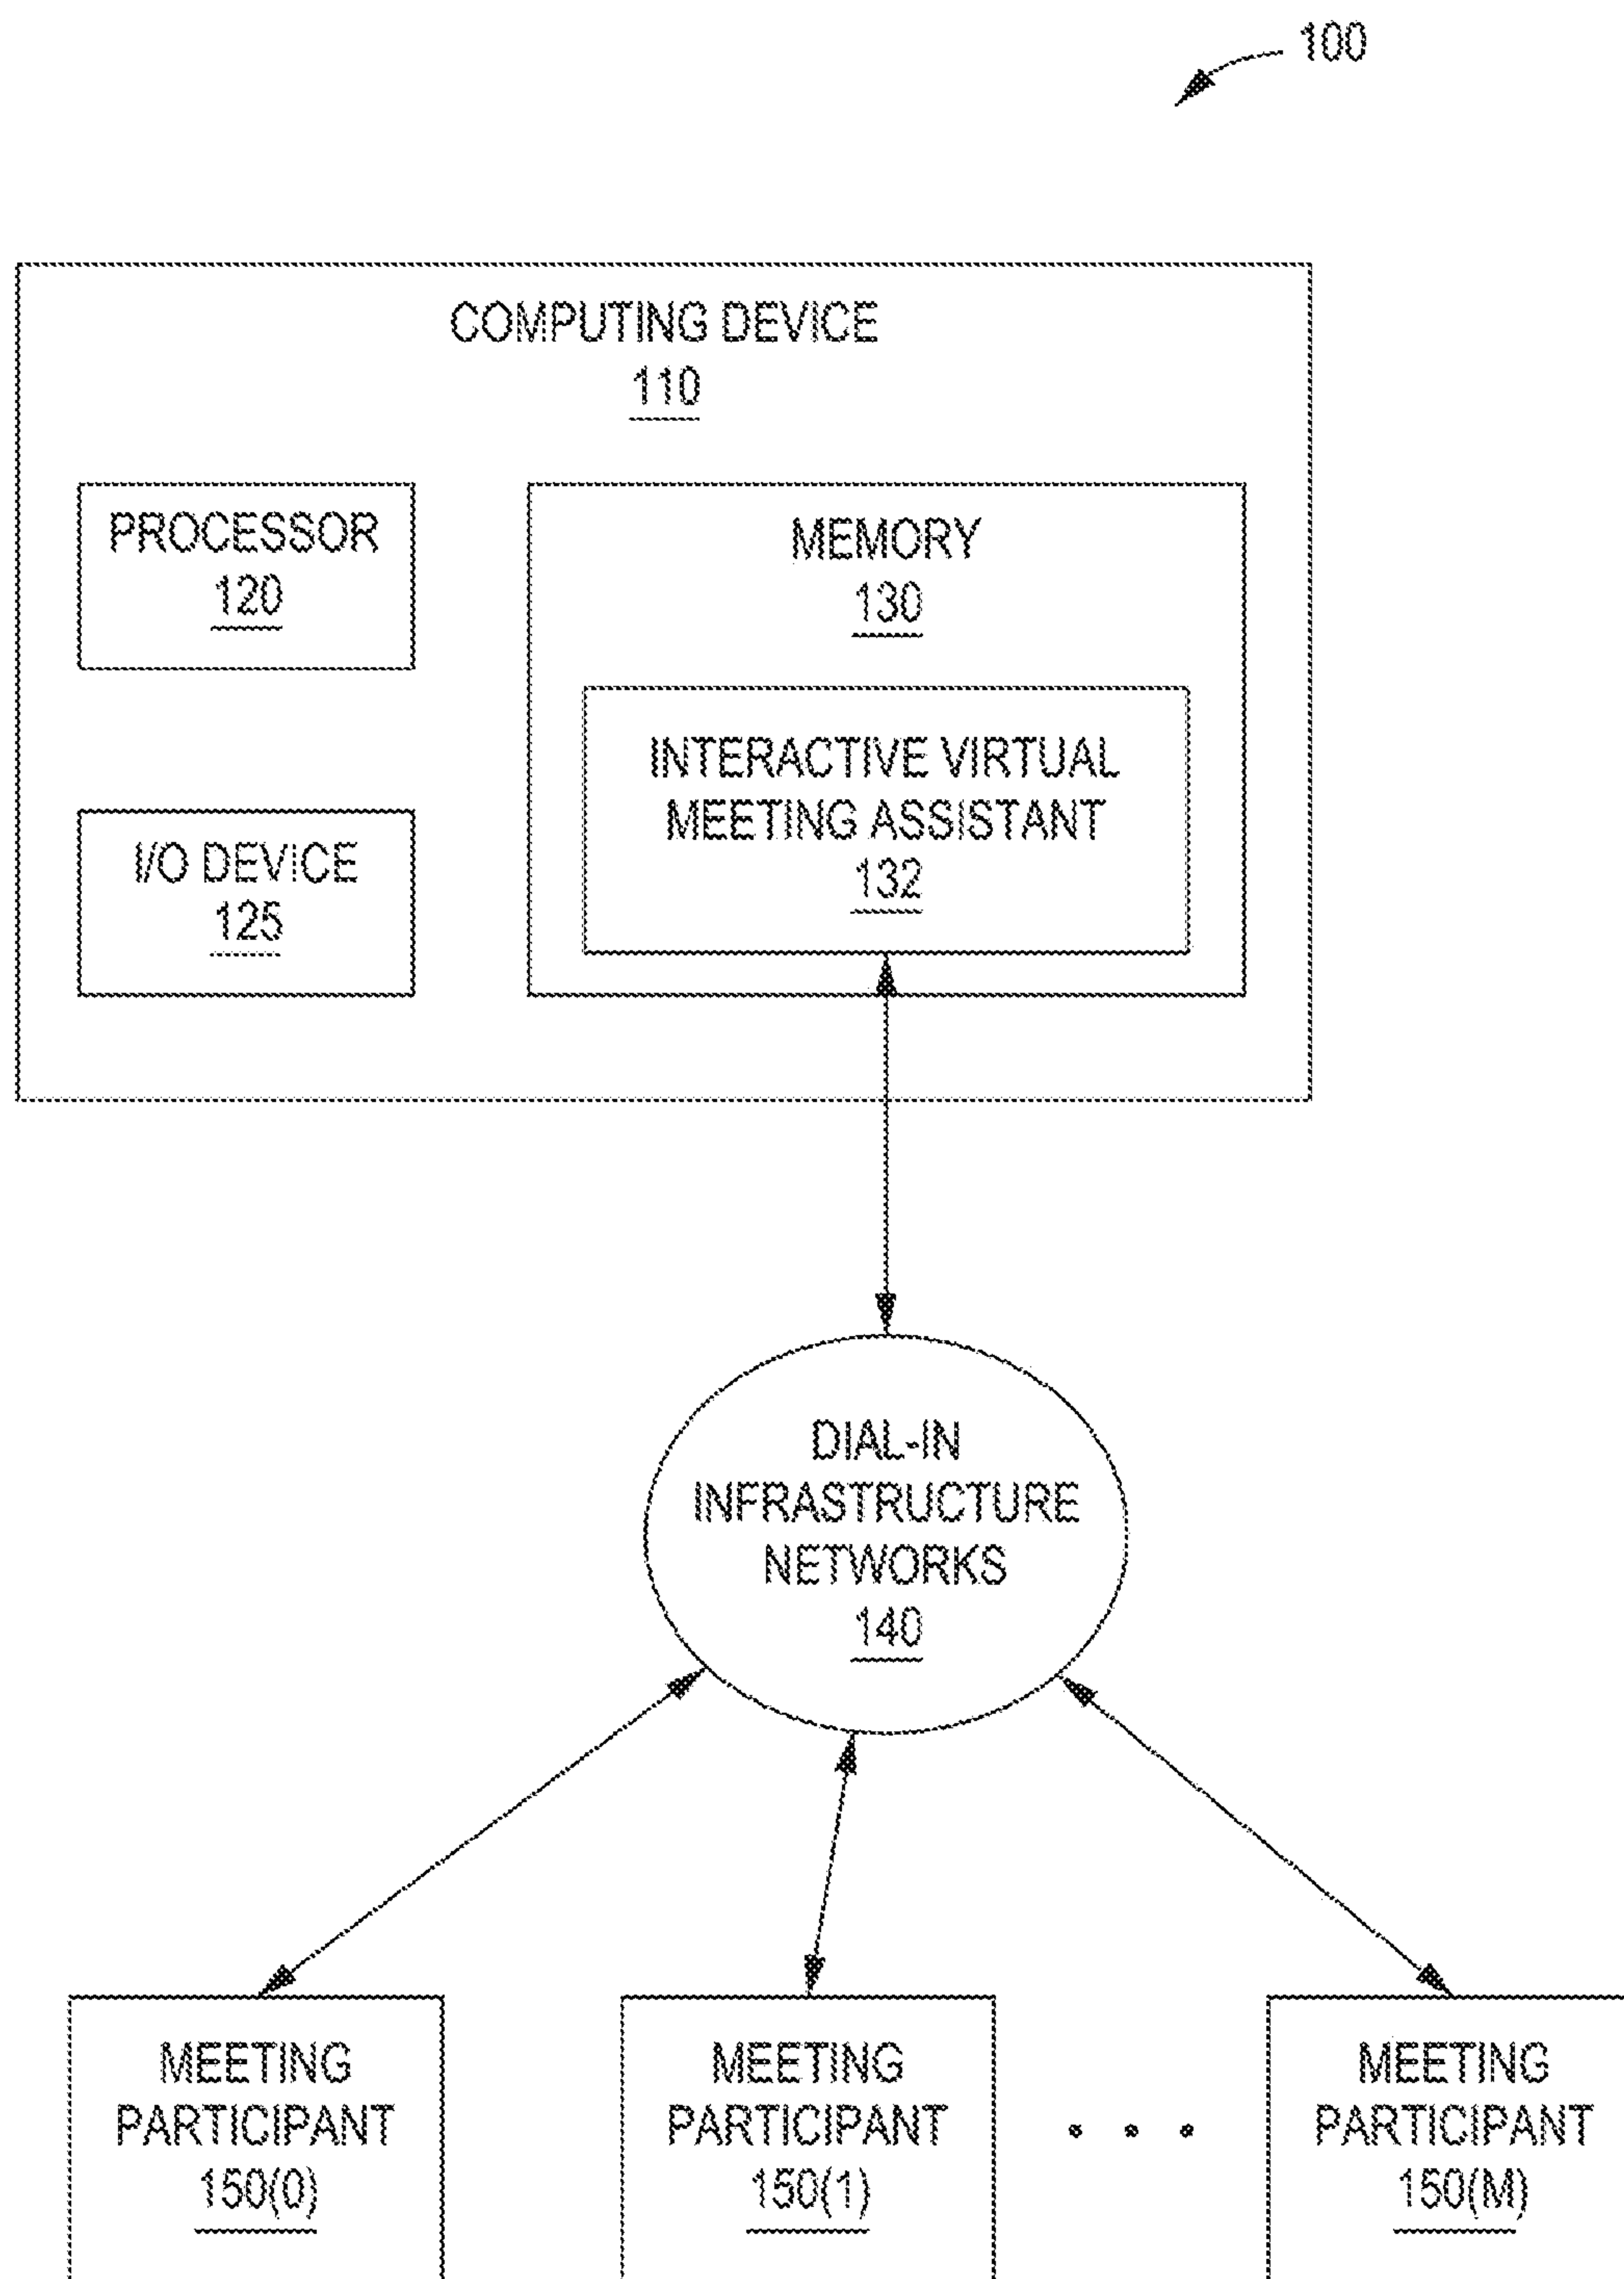 100
COMPUTING DEVICE
110
PROCESSOR
120
MEMORY
130
INTERACTIVE VIRTUAL
MEETING ASSISTANT
132
I/O DEVICE
125
DIAL-IN
INFRASTRUCTURE
NETWORKS
140
MEETING
PARTICIPANT
150(0)
MEETING
PARTICIPANT
150(1)
• • •
MEETING
PARTICIPANT
150(M)